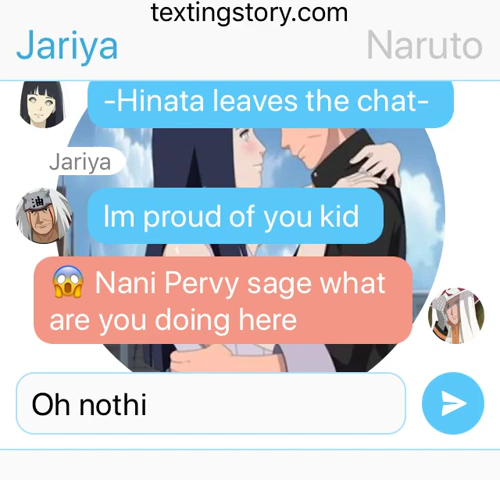 textingstory.com
Jariya Naruto
-Hinata leaves the chat-
Jariya
油
Im proud of you kid
😱 Nani Pervy sage what
are you doing here
Oh nothi